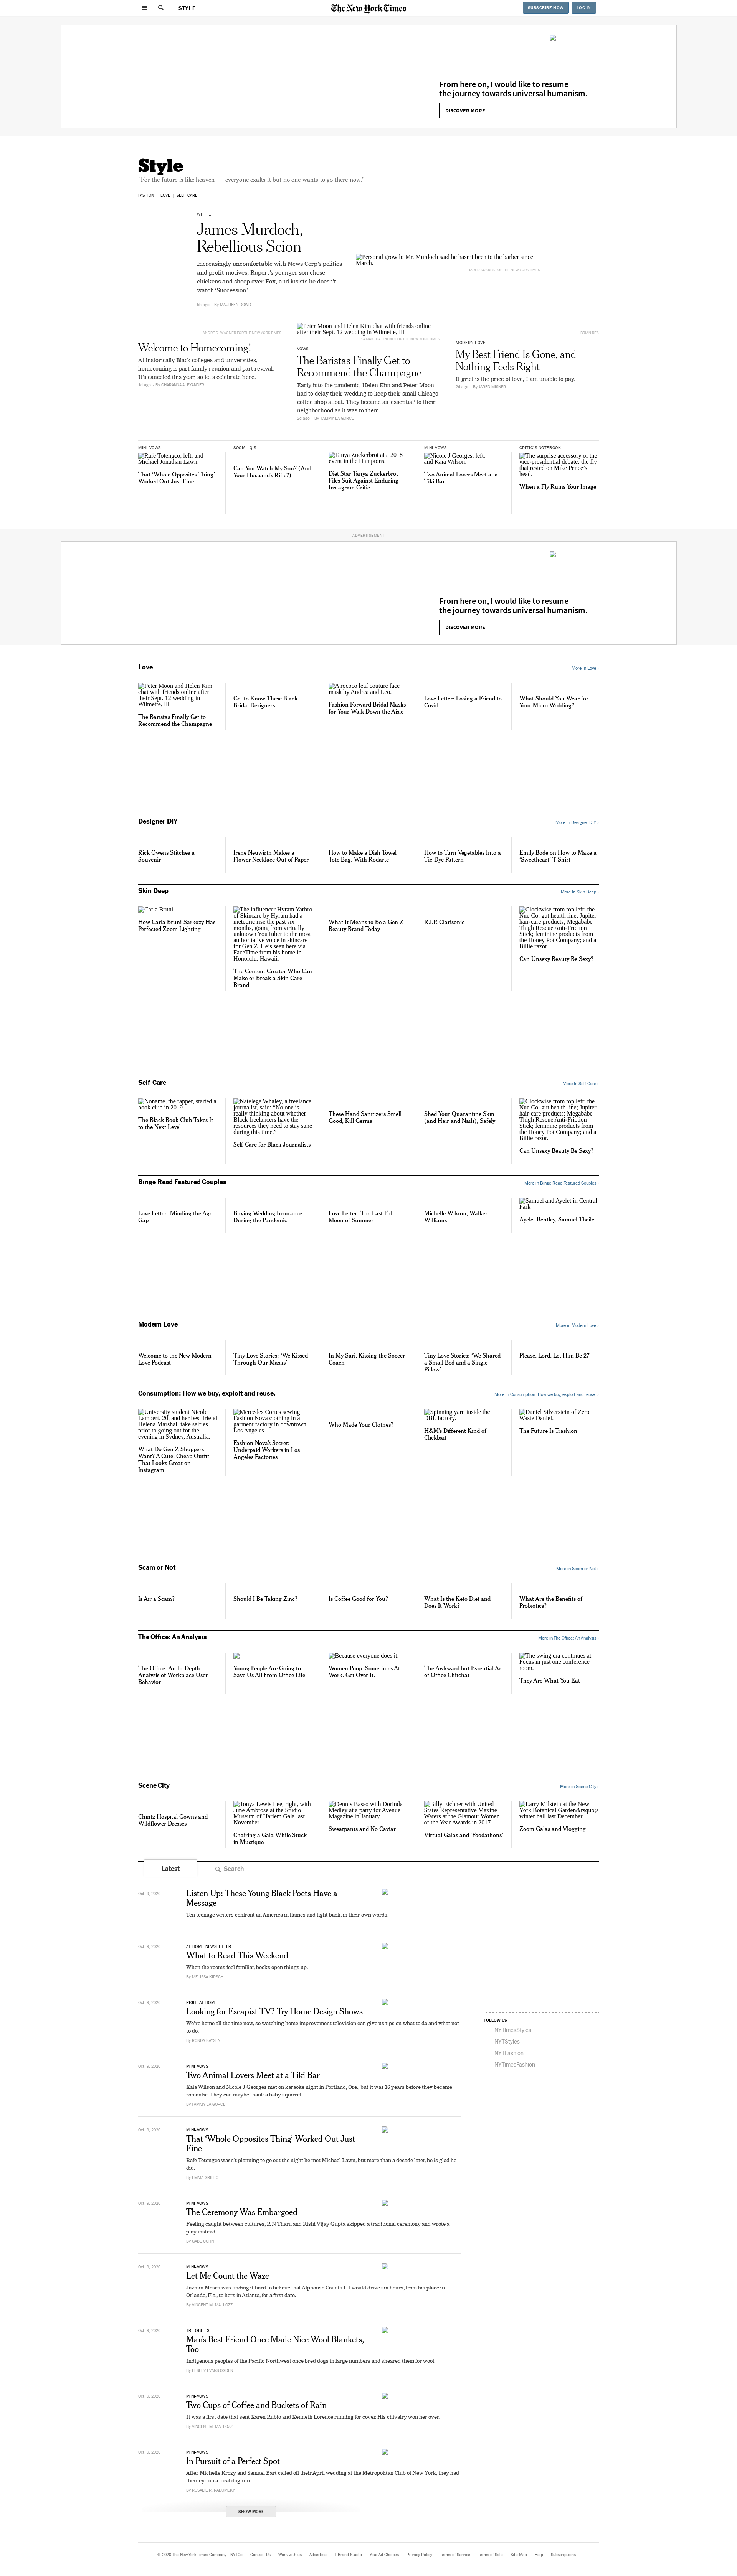 STYLE
The New York Times
SUBSCRIBE NOW
LOG IN
From here on, I would like to resume
the journey towards universal humanism.
DISCOVER MORE
Style
"For the future is like heaven — everyone exalts it but no one wants to go there now."
FASHION
LOVE
SELF-CARE
WITH ...
James Murdoch,
Rebellious Scion
Increasingly uncomfortable with News Corp's politics
and profit motives, Rupert's younger son chose
chickens and sheep over Fox, and insists he doesn't
watch 'Succession.'
By MAUREEN DOWD
Personal growth: Mr. Murdoch said he hasn't been to the barber since
March.
Welcome to Homecoming!
At historically Black colleges and universities,
homecoming is part family reunion and part revival.
It's canceled this year, so let's celebrate here.
1d ago · By CHARANNA ALEXANDER
Peter Moon and Helen Kim chat with friends online
after their Sept. 12 wedding in Wilmette, Ill.
VOWS
The Baristas Finally Get to
Recommend the Champagne
Early into the pandemic, Helen Kim and Peter Moon
had to delay their wedding to keep their small Chicago
coffee shop afloat. They became as 'essential' to their
neighborhood as it was to them.
By TAMMY LA GORCE
BRIAN REA
MODERN LOVE
My Best Friend Is Gone, and
Nothing Feels Right
If grief is the price of love, I am unable to pay.
By JARED MISNER
MINI-VOWS
Rafe Totengco, left, and
Michael Jonathan Lawn.
That 'Whole Opposites Thing'
Worked Out Just Fine
SOCIAL Q'S
Can You Watch My Son? (And
Your Husband's Rifle?)
Tanya Zuckerbrot at a 2018
event in the Hamptons.
Diet Star Tanya Zuckerbrot
Files Suit Against Enduring
Instagram Critic
MINI-VOWS
Nicole J Georges, left,
and Kaia Wilson.
Two Animal Lovers Meet at a
Tiki Bar
CRITIC'S NOTEBOOK
The surprise accessory of the
vice-presidential debate: the fly
that rested on Mike Pence's
head.
When a Fly Ruins Your Image
ADVERTISEMENT
From here on, I would like to resume
the journey towards universal humanism.
DISCOVER MORE
Love
More in Love ›
Peter Moon and Helen Kim
chat with friends online after
their Sept. 12 wedding in
Wilmette, Ill.
The Baristas Finally Get to
Recommend the Champagne
Get to Know These Black
Bridal Designers
A rococo leaf couture face
mask by Andrea and Leo.
Fashion Forward Bridal Masks
for Your Walk Down the Aisle
Love Letter: Losing a Friend to
Covid
What Should You Wear for
Your Micro Wedding?
Designer DIY
More in Designer DIY ›
Rick Owens Stitches a
Souvenir
Irene Neuwirth Makes a
Flower Necklace Out of Paper
How to Make a Dish Towel
Tote Bag, With Rodarte
How to Turn Vegetables Into a
Tie-Dye Pattern
Emily Bode on How to Make a
'Sweetheart' T-Shirt
Skin Deep
More in Skin Deep ›
Carla Bruni
How Carla Bruni-Sarkozy Has
Perfected Zoom Lighting
The influencer Hyram Yarbro
of Skincare by Hyram had a
meteoric rise the past six
months, going from virtually
unknown YouTuber to the most
authoritative voice in skincare
for Gen Z. He's seen here via
FaceTime from his home in
Honolulu, Hawaii.
The Content Creator Who Can
Make or Break a Skin Care
Brand
What It Means to Be a Gen Z
Beauty Brand Today
R.I.P. Clarisonic
Clockwise from top left: the
Nue Co. gut health line; Jupiter
hair-care products; Megababe
Thigh Rescue Anti-Friction
Stick; feminine products from
the Honey Pot Company; and a
Billie razor.
Can Unsexy Beauty Be Sexy?
Self-Care
More in Self-Care ›
Noname, the rapper, started a
book club in 2019.
The Black Book Club Takes It
to the Next Level
Natelegé Whaley, a freelance
journalist, said: "No one is
really thinking about whether
Black freelancers have the
resources they need to stay sane
during this time."
Self-Care for Black Journalists
These Hand Sanitizers Smell
Good, Kill Germs
Shed Your Quarantine Skin
(and Hair and Nails), Safely
Clockwise from top left: the
Nue Co. gut health line; Jupiter
hair-care products; Megababe
Thigh Rescue Anti-Friction
Stick; feminine products from
the Honey Pot Company; and a
Billie razor.
Can Unsexy Beauty Be Sexy?
Binge Read Featured Couples
More in Binge Read Featured Couples ›
Love Letter: Minding the Age
Gap
Buying Wedding Insurance
During the Pandemic
Love Letter: The Last Full
Moon of Summer
Michelle Wikum, Walker
Williams
Samuel and Ayelet in Central
Park
Ayelet Bentley, Samuel Tbeile
Modern Love
More in Modern Love ›
Welcome to the New Modern
Love Podcast
Tiny Love Stories: 'We Kissed
Through Our Masks'
In My Sari, Kissing the Soccer
Coach
Tiny Love Stories: 'We Shared
a Small Bed and a Single
Pillow'
Please, Lord, Let Him Be 27
Consumption: How we buy, exploit and reuse.
More in Consumption: How we buy, exploit and reuse. ›
University student Nicole
Lambert, 20, and her best friend
Helena Marshall take selfies
prior to going out for the
evening in Sydney, Australia.
What Do Gen Z Shoppers
Want? A Cute, Cheap Outfit
That Looks Great on
Instagram
Mercedes Cortes sewing
Fashion Nova clothing in a
garment factory in downtown
Los Angeles.
Fashion Nova's Secret:
Underpaid Workers in Los
Angeles Factories
Who Made Your Clothes?
Spinning yarn inside the
DBL factory.
H&M's Different Kind of
Clickbait
Daniel Silverstein of Zero
Waste Daniel.
The Future Is Trashion
Scam or Not
More in Scam or Not ›
Is Air a Scam?
Should I Be Taking Zinc?
Is Coffee Good for You?
What Is the Keto Diet and
Does It Work?
What Are the Benefits of
Probiotics?
The Office: An Analysis
More in The Office: An Analysis ›
The Office: An In-Depth
Analysis of Workplace User
Behavior
Young People Are Going to
Save Us All From Office Life
Because everyone does it.
Women Poop. Sometimes At
Work. Get Over It.
The Awkward but Essential Art
of Office Chitchat
The swing era continues at
Focus in just one conference
room.
They Are What You Eat
Scene City
More in Scene City ›
Chintz Hospital Gowns and
Wildflower Dresses
Tonya Lewis Lee, right, with
June Ambrose at the Studio
Museum of Harlem Gala last
November.
Chairing a Gala While Stuck
in Mustique
Dennis Basso with Dorinda
Medley at a party for Avenue
Magazine in January.
Sweatpants and No Caviar
Billy Eichner with United
States Representative Maxine
Waters at the Glamour Women
of the Year Awards in 2017.
Virtual Galas and 'Foodathons'
Larry Milstein at the New
York Botanical Garden&rsquo;s
winter ball last December.
Zoom Galas and Vlogging
Latest
Search
Oct. 9, 2020
Listen Up: These Young Black Poets Have a
Message
Ten teenage writers confront an America in flames and fight back, in their own words.
Oct. 9, 2020
AT HOME NEWSLETTER
What to Read This Weekend
When the rooms feel familiar, books open things up.
By MELISSA KIRSCH
Oct. 9, 2020
RIGHT AT HOME
Looking for Escapist TV? Try Home Design Shows
We're home all the time now, so watching home improvement television can give us tips on what to do and what not
to do.
By RONDA KAYSEN
Oct. 9, 2020
MINI-VOWS
Two Animal Lovers Meet at a Tiki Bar
Kaia Wilson and Nicole J Georges met on karaoke night in Portland, Ore., but it was 16 years before they became
romantic. They can maybe thank a baby squirrel.
By TAMMY LA GORCE
Oct. 9, 2020
MINI-VOWS
That 'Whole Opposites Thing' Worked Out Just
Fine
Rafe Totengco wasn't planning to go out the night he met Michael Lawn, but more than a decade later, he is glad he
did.
Oct. 9, 2020
MINI-VOWS
The Ceremony Was Embargoed
Feeling caught between cultures, R N Tharu and Rishi Vijay Gupta skipped a traditional ceremony and wrote a
play instead.
By GABE COHN
Oct. 9, 2020
MINI-VOWS
Let Me Count the Waze
Jazmin Moses was finding it hard to believe that Alphonso Counts III would drive six hours, from his place in
Orlando, Fla., to hers in Atlanta, for a first date.
By VINCENT M. MALLOZZI
Oct. 9, 2020
TRILOBITES
Man's Best Friend Once Made Nice Wool Blankets,
Too
Indigenous peoples of the Pacific Northwest once bred dogs in large numbers and sheared them for wool.
By LESLEY EVANS OGDEN
Oct. 9, 2020
MINI-VOWS
Two Cups of Coffee and Buckets of Rain
It was a first date that sent Karen Rubio and Kenneth Lorence running for cover. His chivalry won her over.
By VINCENT M. MALLOZZI
Oct. 9, 2020
MINI-VOWS
In Pursuit of a Perfect Spot
After Michelle Krozy and Samuel Bart called off their April wedding at the Metropolitan Club of New York, they had
their eye on a local dog run.
By ROSALIE R. RADOMSKY
SHOW MORE
FOLLOW US
NYTimesStyles
NYTStyles
NYTFashion
NYTimesFashion
© 2020 The New York Times Company
NYTCo
Contact Us
Work with us
Advertise
T Brand Studio
Your Ad Choices
Privacy Policy
Terms of Service
Terms of Sale
Site Map
Help
Subscriptions